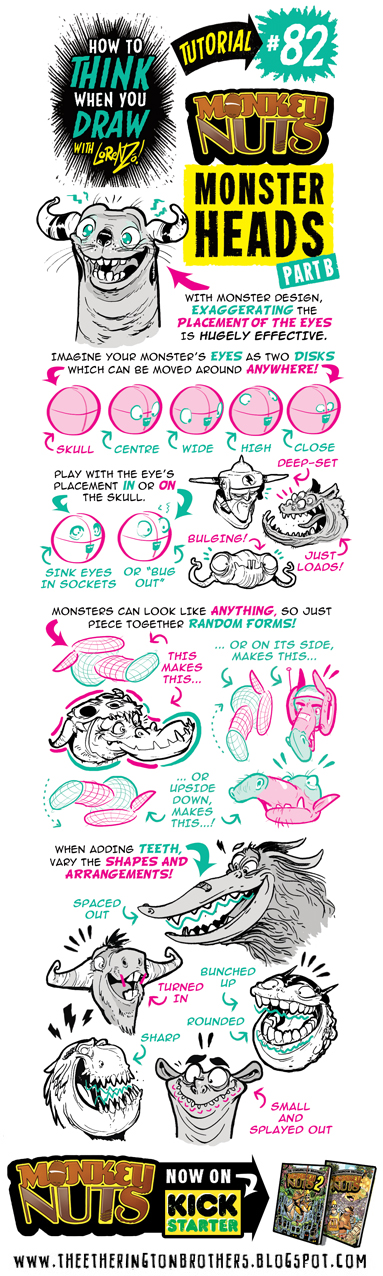 HOW TO
THINK
WHEN YOU
DRAW
WITH LORENZO!
TUTORIAL
#82
MONKEY
NUTS
MONSTER
HEADS
PART B
WITH MONSTER DESIGN,
EXAGGERATING THE
PLACEMENT OF THE EYES
IS HUGELY EFFECTIVE.
IMAGINE YOUR MONSTER'S EYES AS TWO DISKS
WHICH CAN BE MOVED AROUND ANYWHERE!
SKULL
CENTRE
WIDE
HIGH
CLOSE
PLAY WITH THE EYE'S
PLACEMENT IN OR ON
THE SKULL.
SINK EYES
IN SOCKETS
OR "BUG
OUT"
DEEP-SET
BULGING!
JUST
LOADS!
MONSTERS CAN LOOK LIKE ANYTHING, SO JUST
PIECE TOGETHER RANDOM FORMS!
THIS
MAKES
THIS...
... OR ON ITS SIDE,
MAKES THIS...
... OR
UPSIDE
DOWN,
MAKES
THIS...!
WHEN ADDING TEETH,
VARY THE SHAPES AND
ARRANGEMENTS!
SPACED
OUT
TURNED
IN
BUNCHED
UP
ROUNDED
SHARP
SMALL
AND
SPLAYED OUT
MONKEY
NUTS
NOW ON
KICK
STARTER
NUTS 2
NUTS
WWW.THEETHERINGTONBROTHERS.BLOGSPOT.COM